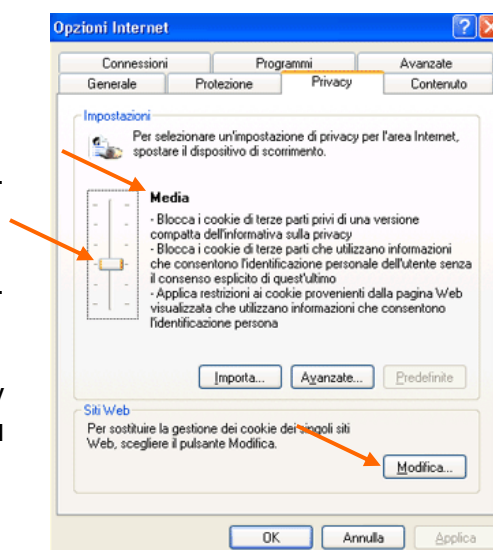 Opzioni Internet
Connessioni Programmi Avanzate
Generale Protezione Privacy Contenuto
Impostazioni
Per selezionare un'impostazione di privacy per l'area Internet,
spostare il dispositivo di scorrimento.
Media
- Blocca i cookie di terze parti privi di una versione
compatta dell'informativa sulla privacy
- Blocca i cookie di terze parti che utilizzano informazioni
che consentono l'identificazione personale dell'utente senza
il consenso esplicito di quest'ultimo
- Applica restrizioni ai cookie provenienti dalla pagina Web
visualizzata che utilizzano informazioni che consentono
l'identificazione persona
Importa... Avanzate... Predefinite
Siti Web
Per sostituire la gestione dei cookie dei singoli siti
Web, scegliere il pulsante Modifica.
Modifica...
OK Annulla Applica